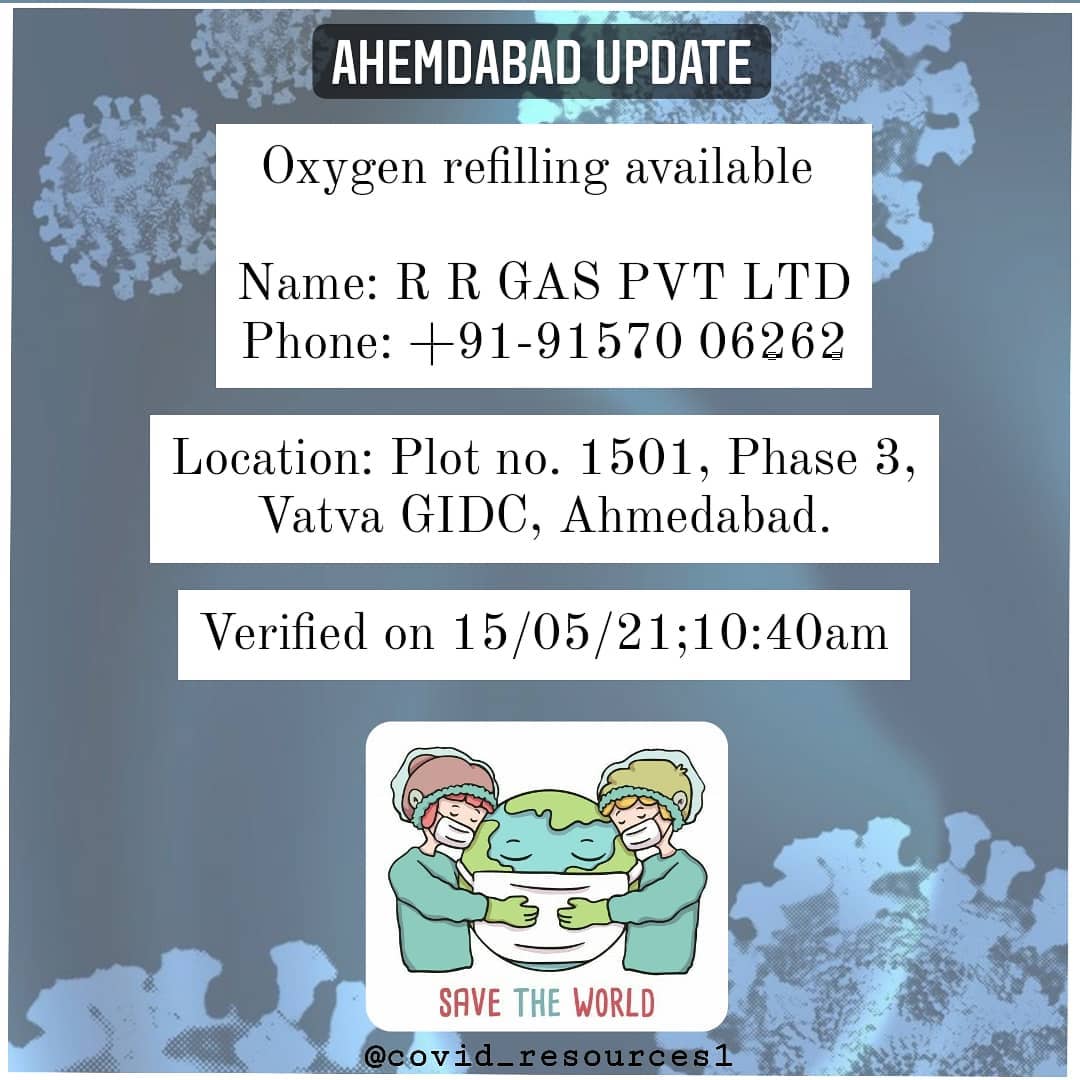 AHEMDABAD UPDATE
Oxygen refilling available
Name: R R GAS PVT LTD
Phone: +91-91570 06262
Location: Plot no. 1501, Phase 3,
Vatva GIDC, Ahmedabad.
Verified on 15/05/21;10:40am
SAVE THE WORLD
@covid_resources1